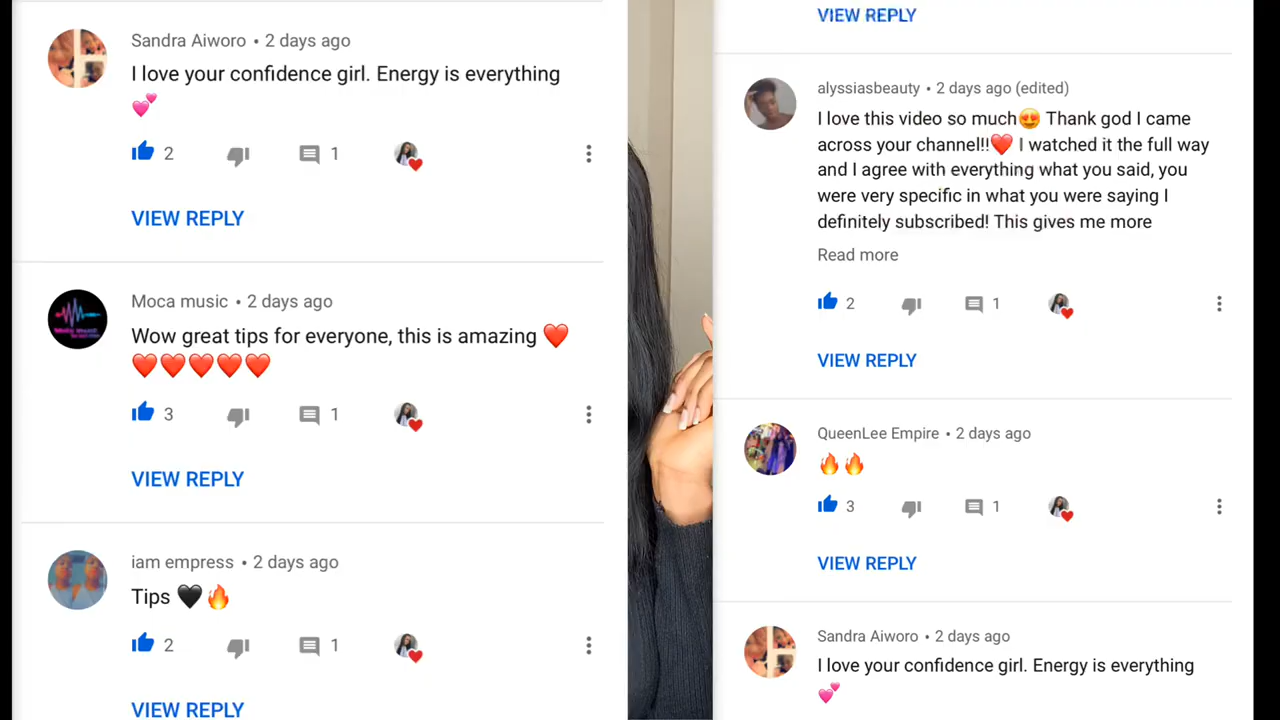 Sandra Aiworo • 2 days ago
I love your confidence girl. Energy is everything
💕
2 1
VIEW REPLY
Moca music • 2 days ago
Wow great tips for everyone, this is amazing ❤️
❤️❤️❤️❤️❤️
3 1
VIEW REPLY
iam empress • 2 days ago
Tips 🖤🔥
2 1
VIEW REPLY
VIEW REPLY
alyssiasbeauty • 2 days ago (edited)
I love this video so much😍 Thank god I came
across your channel!!❤️ I watched it the full way
and I agree with everything what you said, you
were very specific in what you were saying I
definitely subscribed! This gives me more
Read more
2 1
VIEW REPLY
QueenLee Empire • 2 days ago
🔥🔥
3 1
VIEW REPLY
Sandra Aiworo • 2 days ago
I love your confidence girl. Energy is everything
💕